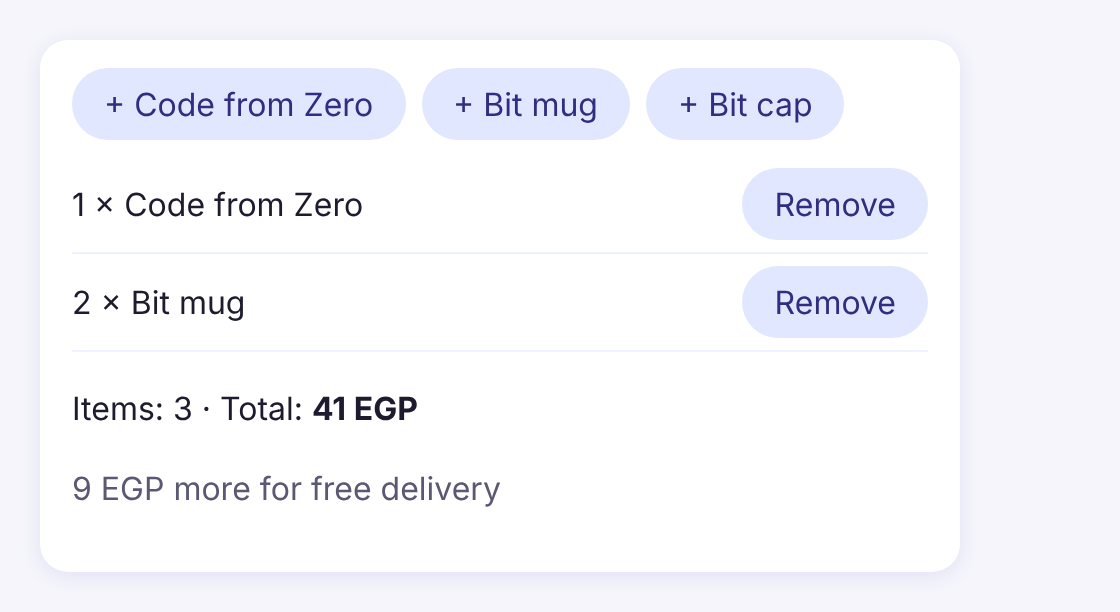 + Code from Zero + Bit mug + Bit cap
1 × Code from Zero Remove
2 × Bit mug Remove
Items: 3 · Total: 41 EGP
9 EGP more for free delivery